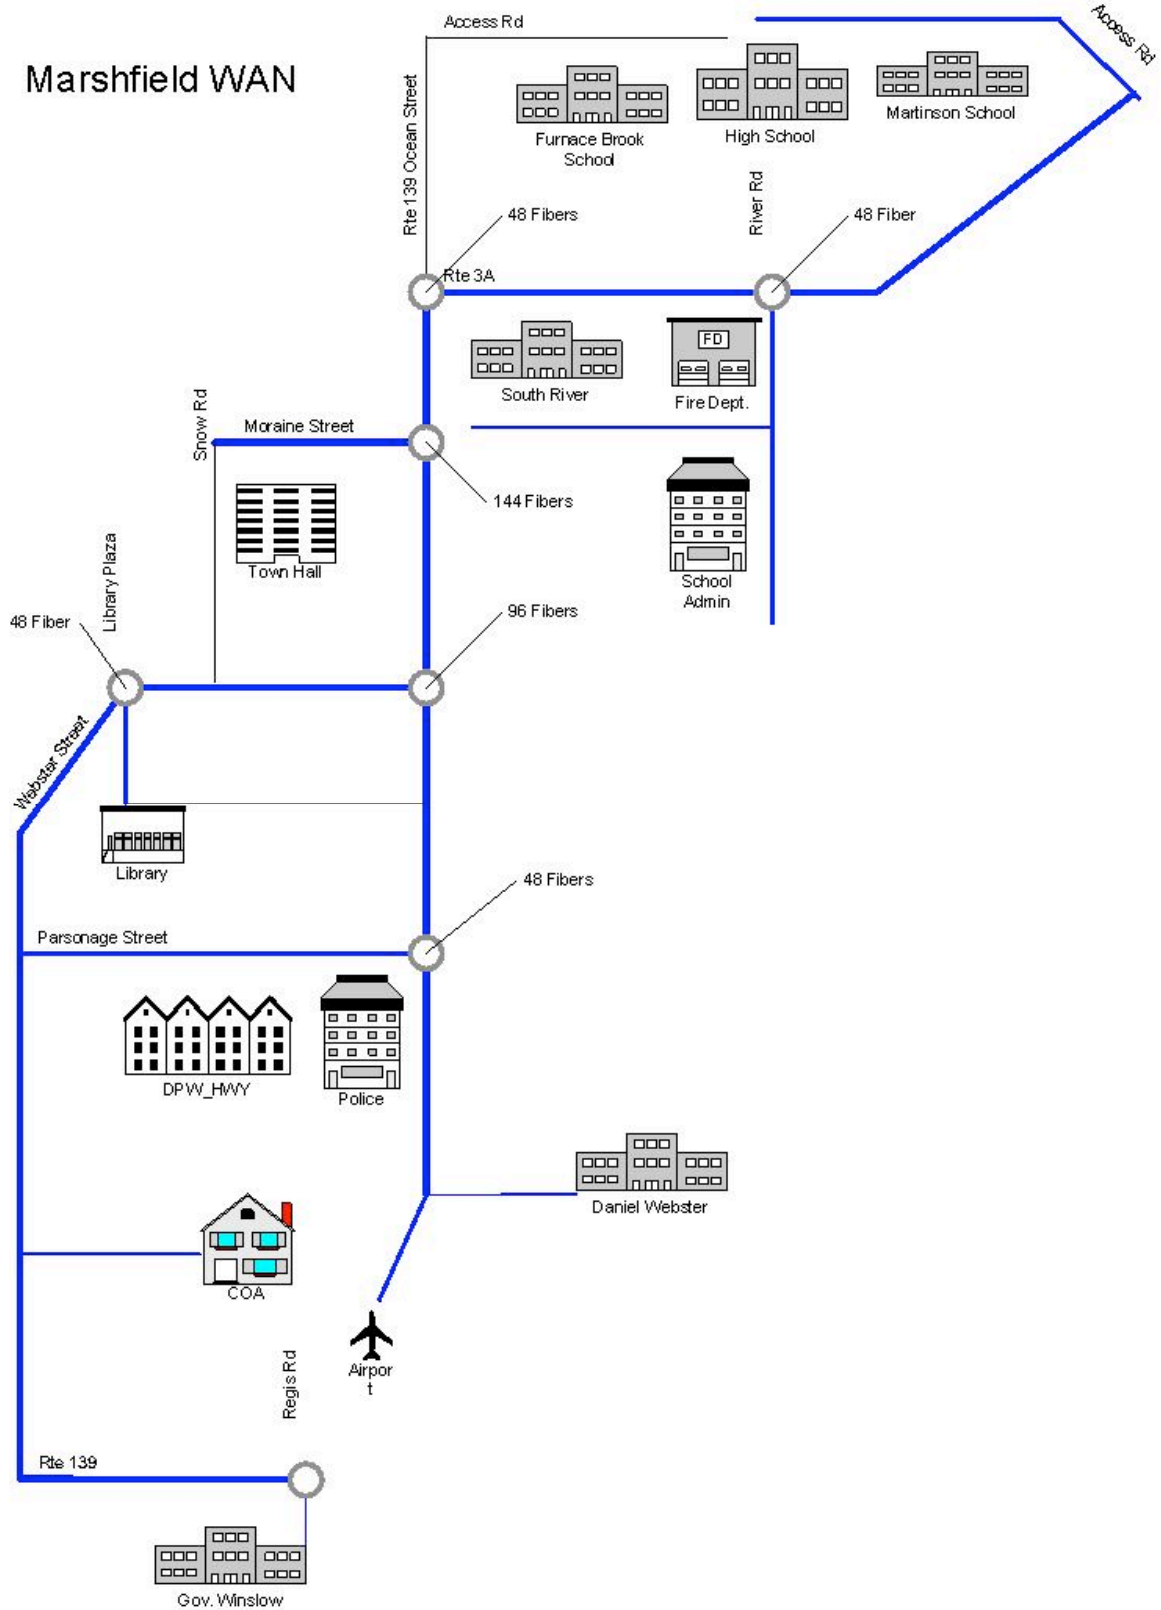 Access Rd
Access Rd
Marshfield WAN
Rte 139 Ocean Street
Furnace Brook
School
High School
Martinson School
River Rd
48 Fibers
48 Fiber
Rte 3A
FD
South River
Fire Dept.
Snow Rd
Moraine Street
144 Fibers
Town Hall
School
Admin
Library Plaza
48 Fiber
96 Fibers
Webster Street
Library
48 Fibers
Parsonage Street
DPW_HWY
Police
Daniel Webster
COA
Airpor
t
Regis Rd
Rte 139
Gov. Winslow